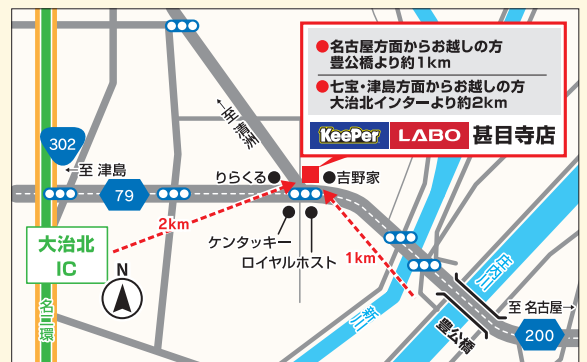 ●名古屋方面からお越しの方
豊公橋より約1km
●七宝・津島方面からお越しの方
大治北インターより約2km
KeePer LABO 甚目寺店
302
←至 津島
←至 清洲
りらくる
吉野家
79
2km
1km
ケンタッキー
ロイヤルホスト
大治北
IC
N
名二環
新川
庄内川
豊公橋
至 名古屋→
200